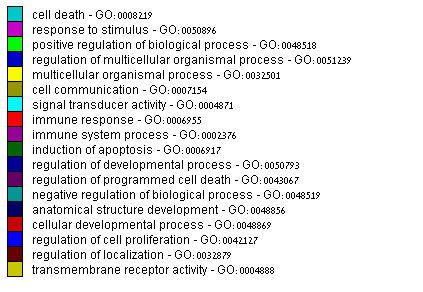 cell death - GO:0008219
response to stimulus - GO:0050896
positive regulation of biological process - GO:0048518
regulation of multicellular organismal process - GO:0051239
multicellular organismal process - GO:0032501
cell communication - GO:0007154
signal transducer activity - GO:0004871
immune response - GO:0006955
immune system process - GO:0002376
induction of apoptosis - GO:0006917
regulation of developmental process - GO:0050793
regulation of programmed cell death - GO:0043067
negative regulation of biological process - GO:0048519
anatomical structure development - GO:0048856
cellular developmental process - GO:0048869
regulation of cell proliferation - GO:0042127
regulation of localization - GO:0032879
transmembrane receptor activity - GO:0004888